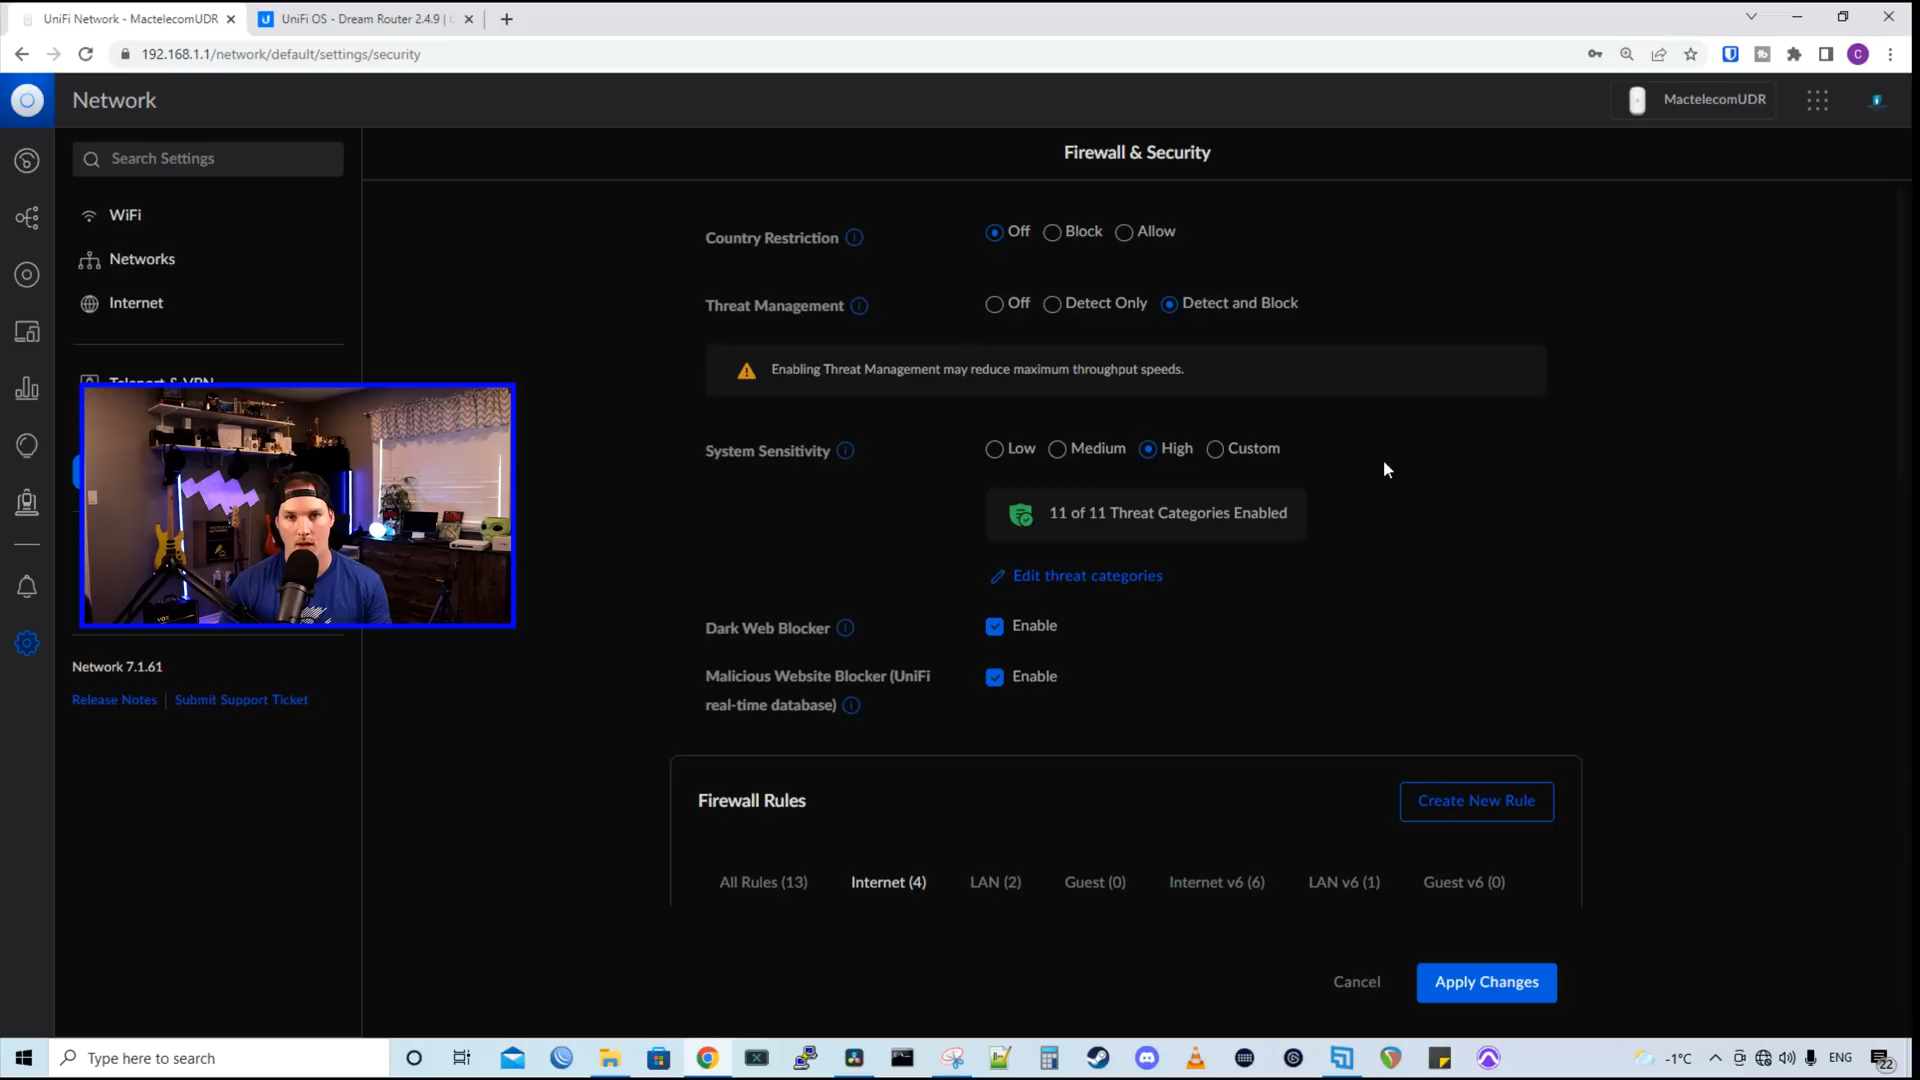 UniFi Network - MactelecomUDR
UniFi OS - Dream Router 2.4.9 |
192.168.1.1/network/default/settings/security
C
Network
MactelecomUDR
Search Settings
Firewall & Security
WiFi
Networks
Internet
Teleport & VPN
Country Restriction
Off
Block
Allow
Threat Management
Off
Detect Only
Detect and Block
Enabling Threat Management may reduce maximum throughput speeds.
System Sensitivity
Low
Medium
High
Custom
11 of 11 Threat Categories Enabled
Edit threat categories
Dark Web Blocker
Enable
Malicious Website Blocker (UniFi
real-time database)
Enable
VOX
Network 7.1.61
Release Notes
Submit Support Ticket
Firewall Rules
Create New Rule
All Rules (13)
Internet (4)
LAN (2)
Guest (0)
Internet v6 (6)
LAN v6 (1)
Guest v6 (0)
Cancel
Apply Changes
Type here to search
-1°C
ENG
22